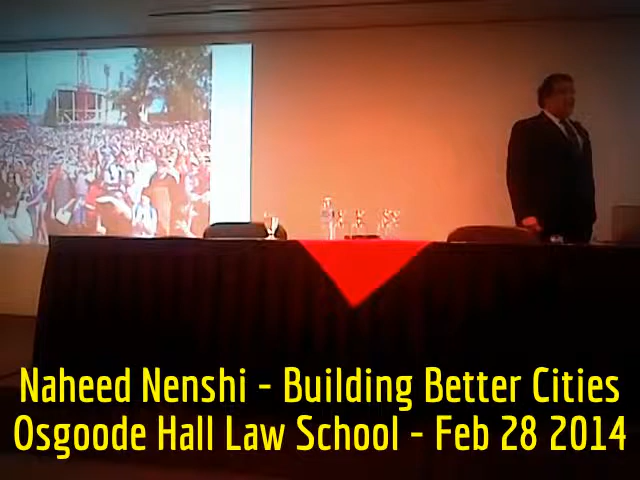 Naheed Nenshi - Building Better Cities
Osgoode Hall Law School - Feb 28 2014